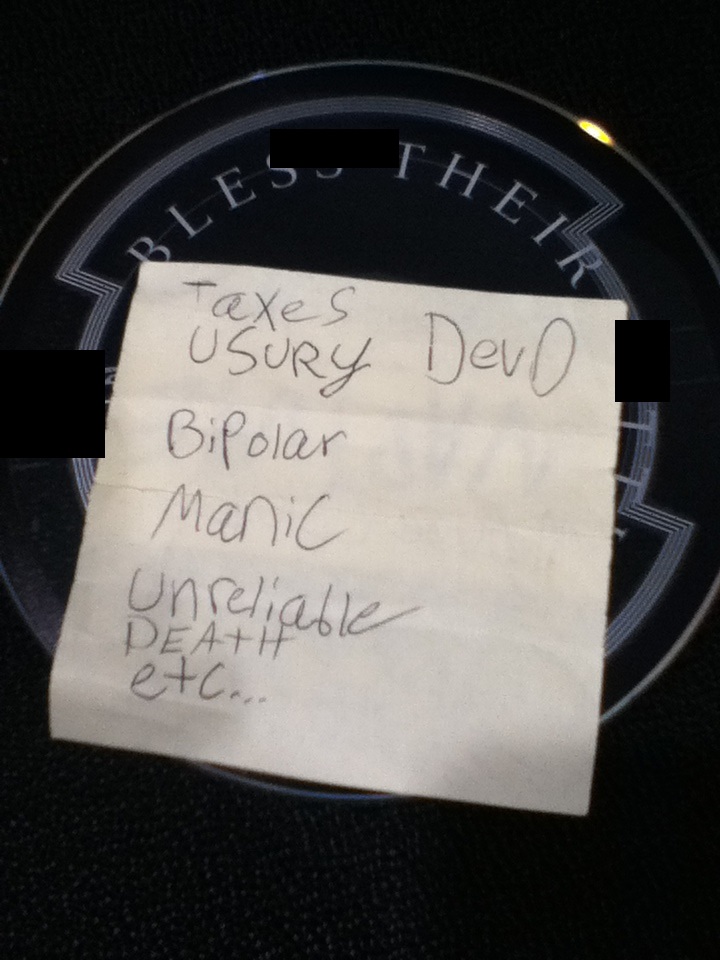 BLESS THEIR
Taxes
USURY DevO
Bipolar
Manic
Unreliable
DEATH
etc...